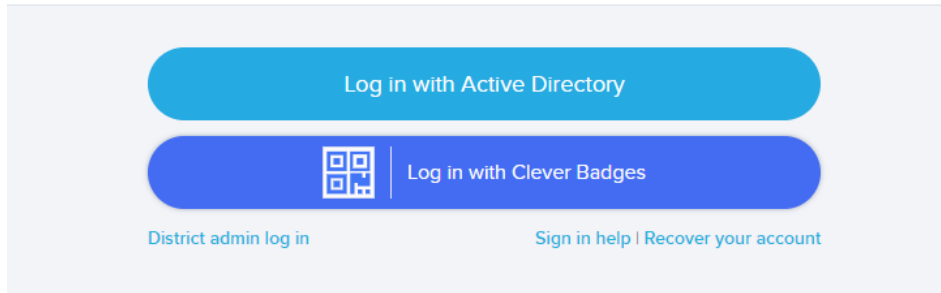 Log in with Active Directory
Log in with Clever Badges
District admin log in
Sign in help | Recover your account